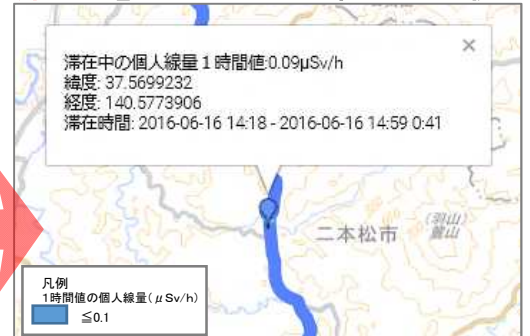 滞在中の個人線量１時間値:0.09μSv/h
緯度: 37.5699232
経度: 140.5773906
滞在時間: 2016-06-16 14:18 - 2016-06-16 14:59 0:41
二本松市
(羽山)
麓山
凡例
1時間値の個人線量(μSv/h)
≦0.1